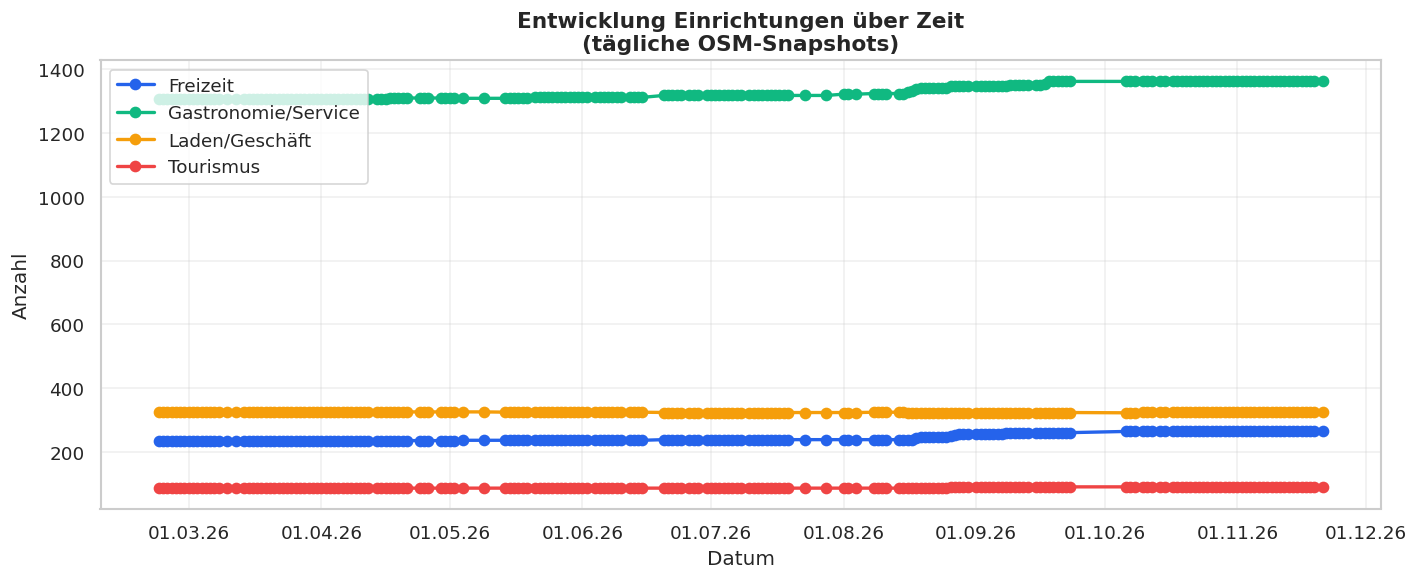 Entwicklung Einrichtungen über Zeit
(tägliche OSM-Snapshots)
Anzahl
1400
1200
1000
800
600
400
200
Freizeit
Gastronomie/Service
Laden/Geschäft
Tourismus
01.03.26 01.04.26 01.05.26 01.06.26 01.07.26 01.08.26 01.09.26 01.10.26 01.11.26 01.12.26
Datum